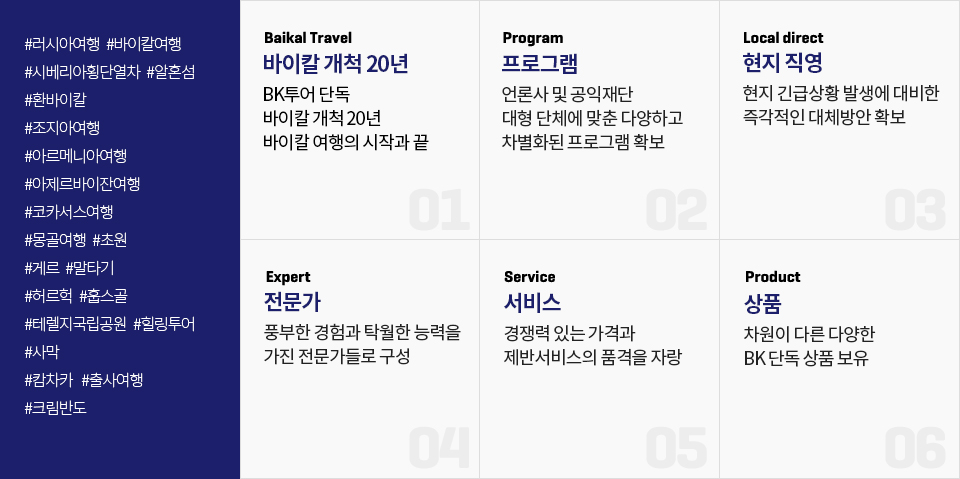 #러시아여행 #바이칼여행
#시베리아횡단열차 #알혼섬
#환바이칼
#조지아여행
#아르메니아여행
#아제르바이잔여행
#코카서스여행
#몽골여행 #초원
#게르 #말타기
#허르헉 #홉스골
#테렐지국립공원 #힐링투어
#사막
#캄차카 #출사여행
#크림반도
Baikal Travel
바이칼 개척 20년
BK투어 단독
바이칼 개척 20년
바이칼 여행의 시작과 끝
01
Program
프로그램
언론사 및 공익재단
대형 단체에 맞춘 다양하고
차별화된 프로그램 확보
02
Local direct
현지 직영
현지 긴급상황 발생에 대비한
즉각적인 대체방안 확보
03
Expert
전문가
풍부한 경험과 탁월한 능력을
가진 전문가들로 구성
04
Service
서비스
경쟁력 있는 가격과
제반서비스의 품격을 자랑
05
Product
상품
차원이 다른 다양한
BK 단독 상품 보유
06